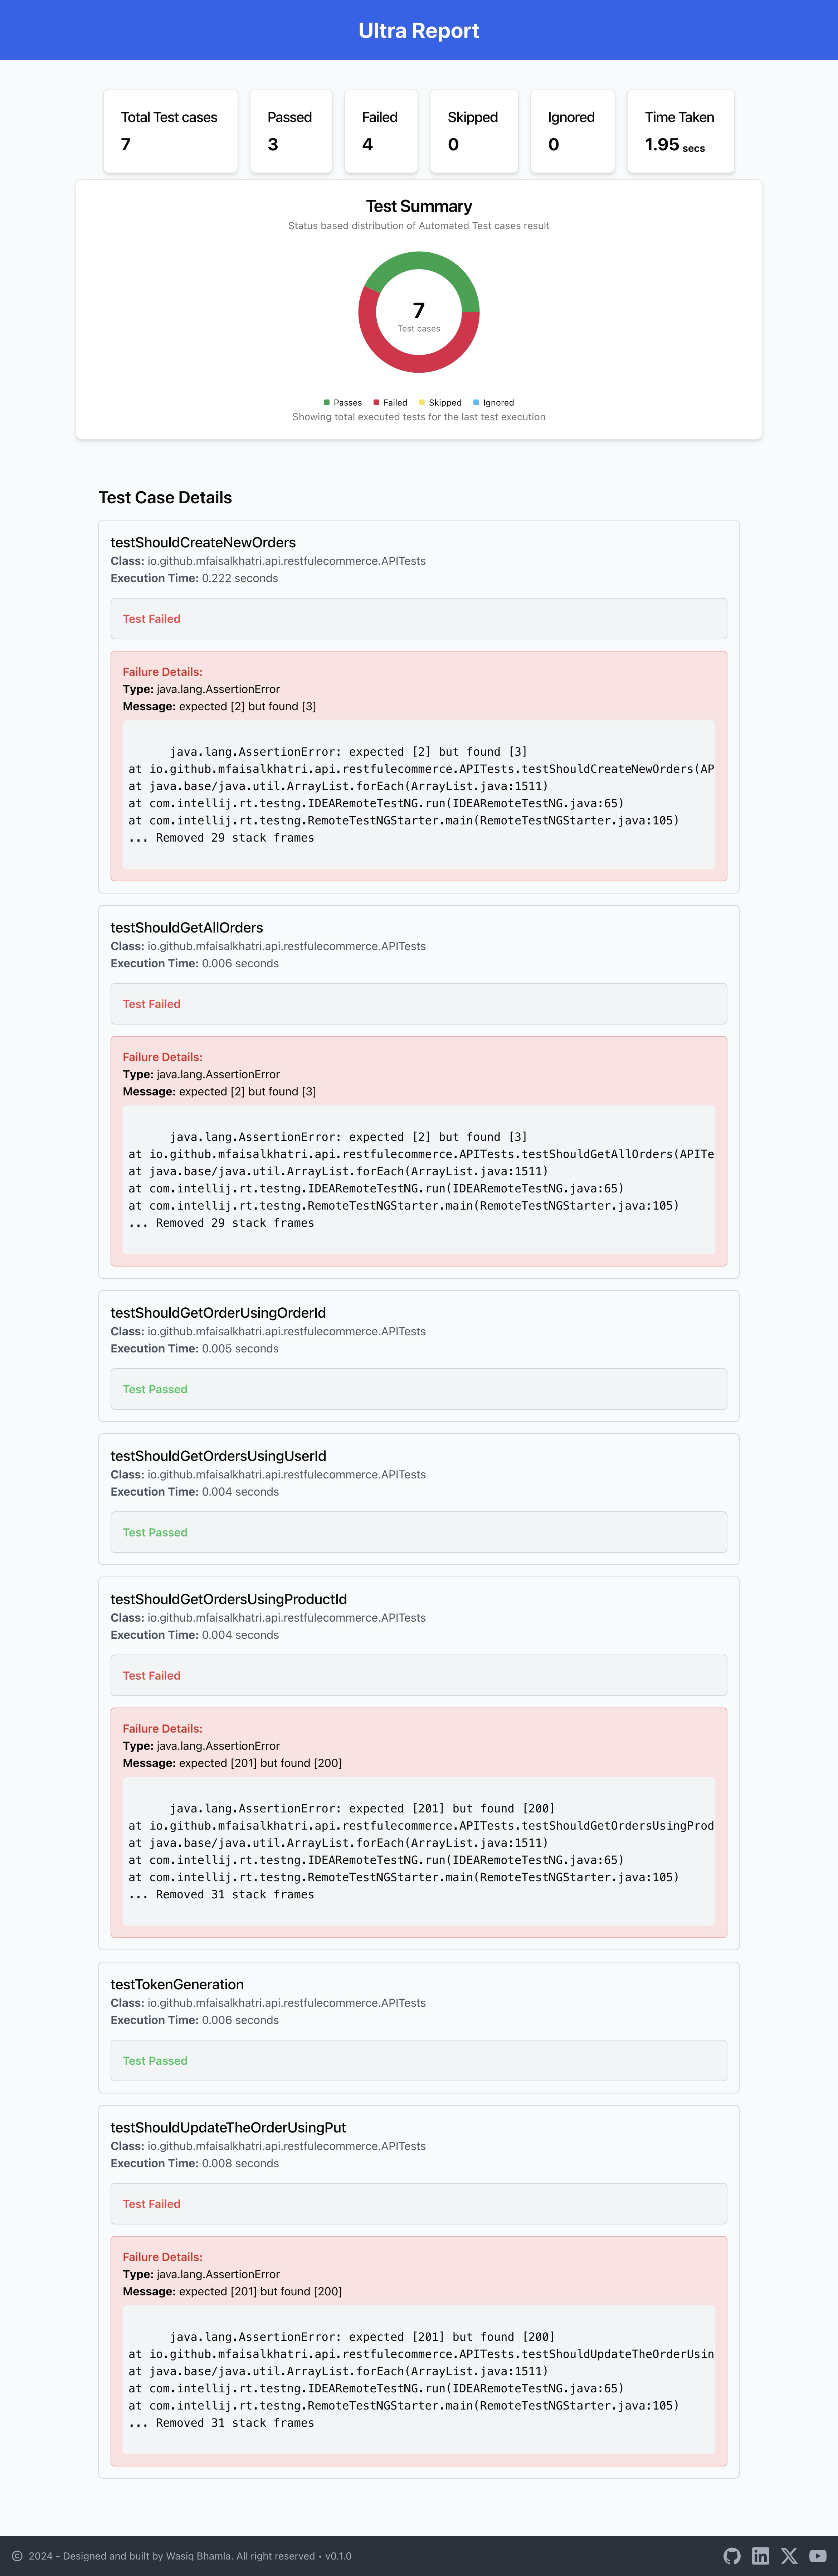 Ultra Report
Total Test cases
7
Passed
3
Failed
4
Skipped
0
Ignored
0
Time Taken
1.95 secs
Test Summary
Status based distribution of Automated Test cases result
7
Test cases
Passes Failed Skipped Ignored
Showing total executed tests for the last test execution
Test Case Details
testShouldCreateNewOrders
Class: io.github.mfaisalkhatri.api.restfulecommerce.APITests
Execution Time: 0.222 seconds
Test Failed
Failure Details:
Type: java.lang.AssertionError
Message: expected [2] but found [3]
java.lang.AssertionError: expected [2] but found [3]
at io.github.mfaisalkhatri.api.restfulecommerce.APITests.testShouldCreateNewOrders(AP
at java.base/java.util.ArrayList.forEach(ArrayList.java:1511)
at com.intellij.rt.testng.IDEARemoteTestNG.run(IDEARemoteTestNG.java:65)
at com.intellij.rt.testng.RemoteTestNGStarter.main(RemoteTestNGStarter.java:105)
... Removed 29 stack frames
testShouldGetAllOrders
Class: io.github.mfaisalkhatri.api.restfulecommerce.APITests
Execution Time: 0.006 seconds
Test Failed
Failure Details:
Type: java.lang.AssertionError
Message: expected [2] but found [3]
java.lang.AssertionError: expected [2] but found [3]
at io.github.mfaisalkhatri.api.restfulecommerce.APITests.testShouldGetAllOrders(APITe
at java.base/java.util.ArrayList.forEach(ArrayList.java:1511)
at com.intellij.rt.testng.IDEARemoteTestNG.run(IDEARemoteTestNG.java:65)
at com.intellij.rt.testng.RemoteTestNGStarter.main(RemoteTestNGStarter.java:105)
... Removed 29 stack frames
testShouldGetOrderUsingOrderId
Class: io.github.mfaisalkhatri.api.restfulecommerce.APITests
Execution Time: 0.005 seconds
Test Passed
testShouldGetOrdersUsingUserId
Class: io.github.mfaisalkhatri.api.restfulecommerce.APITests
Execution Time: 0.004 seconds
Test Passed
testShouldGetOrdersUsingProductId
Class: io.github.mfaisalkhatri.api.restfulecommerce.APITests
Execution Time: 0.004 seconds
Test Failed
Failure Details:
Type: java.lang.AssertionError
Message: expected [201] but found [200]
java.lang.AssertionError: expected [201] but found [200]
at io.github.mfaisalkhatri.api.restfulecommerce.APITests.testShouldGetOrdersUsingProd
at java.base/java.util.ArrayList.forEach(ArrayList.java:1511)
at com.intellij.rt.testng.IDEARemoteTestNG.run(IDEARemoteTestNG.java:65)
at com.intellij.rt.testng.RemoteTestNGStarter.main(RemoteTestNGStarter.java:105)
... Removed 31 stack frames
testTokenGeneration
Class: io.github.mfaisalkhatri.api.restfulecommerce.APITests
Execution Time: 0.006 seconds
Test Passed
testShouldUpdateTheOrderUsingPut
Class: io.github.mfaisalkhatri.api.restfulecommerce.APITests
Execution Time: 0.008 seconds
Test Failed
Failure Details:
Type: java.lang.AssertionError
Message: expected [201] but found [200]
java.lang.AssertionError: expected [201] but found [200]
at io.github.mfaisalkhatri.api.restfulecommerce.APITests.testShouldUpdateTheOrderUsin
at java.base/java.util.ArrayList.forEach(ArrayList.java:1511)
at com.intellij.rt.testng.IDEARemoteTestNG.run(IDEARemoteTestNG.java:65)
at com.intellij.rt.testng.RemoteTestNGStarter.main(RemoteTestNGStarter.java:105)
... Removed 31 stack frames
© 2024 - Designed and built by Wasiq Bhamla. All right reserved • v0.1.0